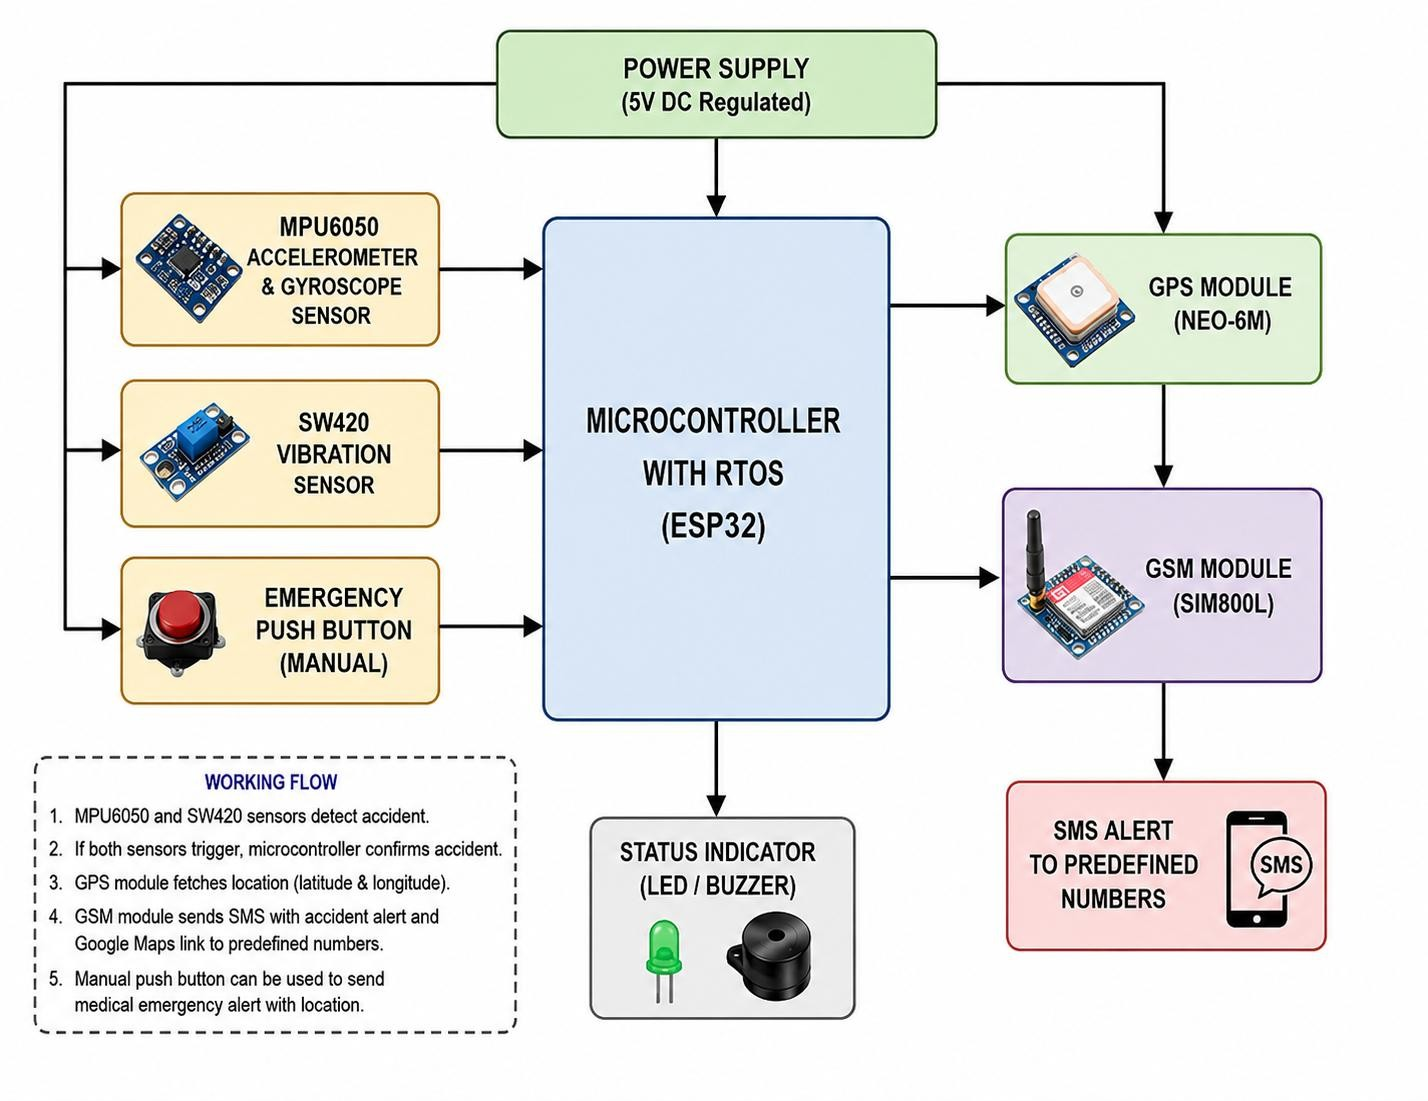 POWER SUPPLY
(5V DC Regulated)
MPU6050
ACCELEROMETER
& GYROSCOPE
SENSOR
SW420
VIBRATION
SENSOR
EMERGENCY
PUSH BUTTON
(MANUAL)
MICROCONTROLLER
WITH RTOS
(ESP32)
GPS MODULE
(NEO-6M)
GSM MODULE
(SIM800L)
SMS ALERT
TO PREDEFINED
NUMBERS
SMS
STATUS INDICATOR
(LED / BUZZER)
WORKING FLOW
1. MPU6050 and SW420 sensors detect accident.
2. If both sensors trigger, microcontroller confirms accident.
3. GPS module fetches location (latitude & longitude).
4. GSM module sends SMS with accident alert and
Google Maps link to predefined numbers.
5. Manual push button can be used to send
medical emergency alert with location.